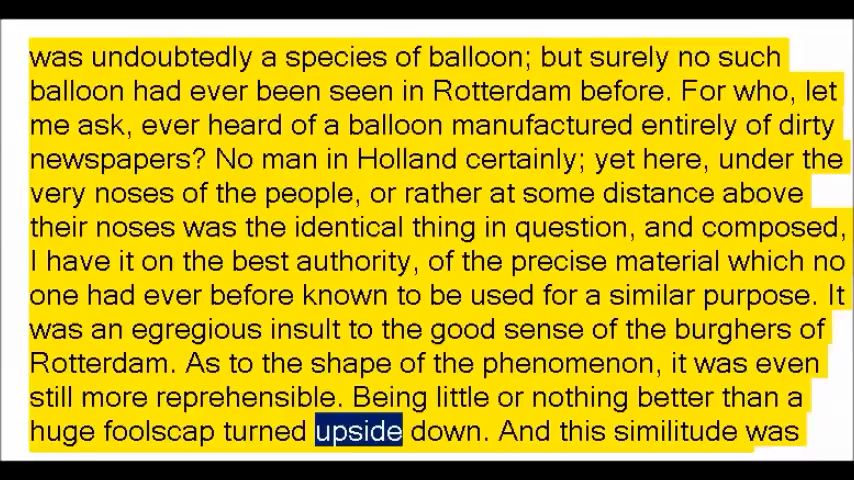 was undoubtedly a species of balloon; but surely no such
balloon had ever been seen in Rotterdam before. For who, let
me ask, ever heard of a balloon manufactured entirely of dirty
newspapers? No man in Holland certainly; yet here, under the
very noses of the people, or rather at some distance above
their noses was the identical thing in question, and composed,
I have it on the best authority, of the precise material which no
one had ever before known to be used for a similar purpose. It
was an egregious insult to the good sense of the burghers of
Rotterdam. As to the shape of the phenomenon, it was even
still more reprehensible. Being little or nothing better than a
huge foolscap turned upside down. And this similitude was